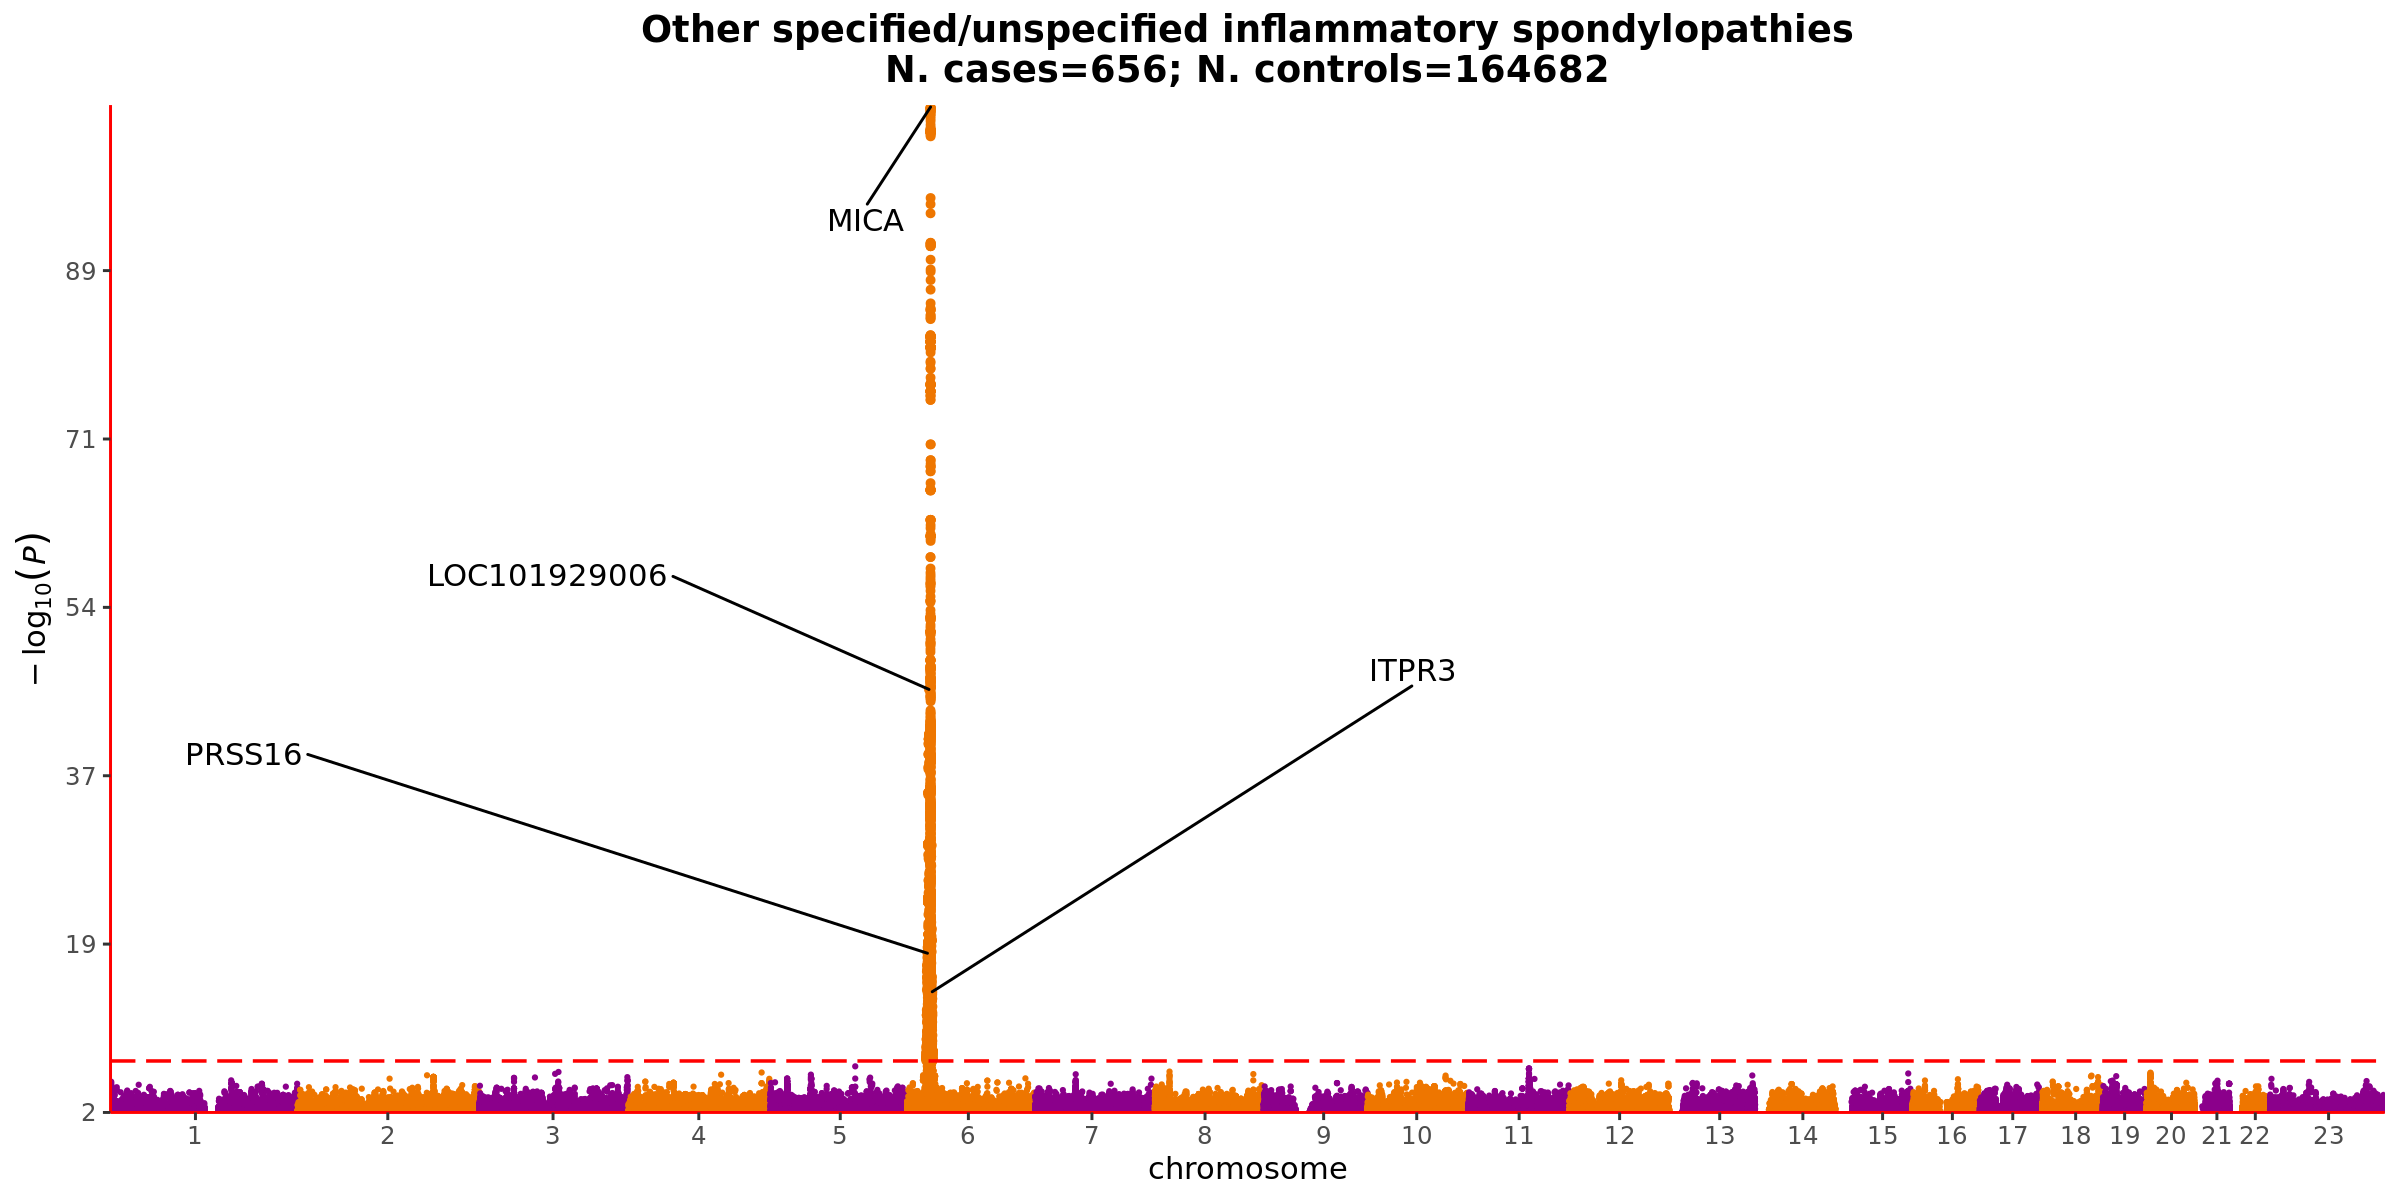 Other specified/unspecified inflammatory spondylopathies
N. cases=656; N. controls=164682
MICA
89
71
LOC101929006
54
ITPR3
PRSS16
37
19
2
−log10(P)
1 2 3 4 5 6 7 8 9 10 11 12 13 14 15 16 17 18 19 20 21 22 23
chromosome